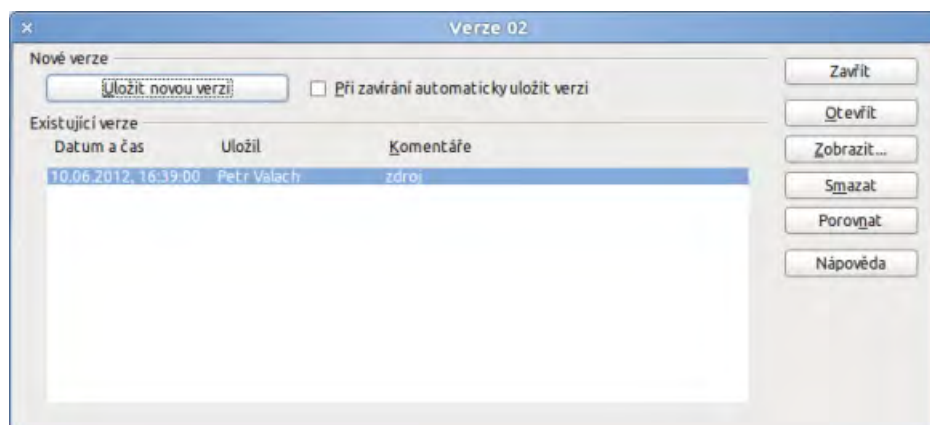 Verze 02
Nové verze
Uložit novou verzi
Při zavírání automaticky uložit verzi
Existující verze
Datum a čas Uložil Komentáře
10.06.2012, 16:39:00 Petr Valach zdroj
Zavřít
Otevřít
Zobrazit...
Smazat
Porovnat
Nápověda